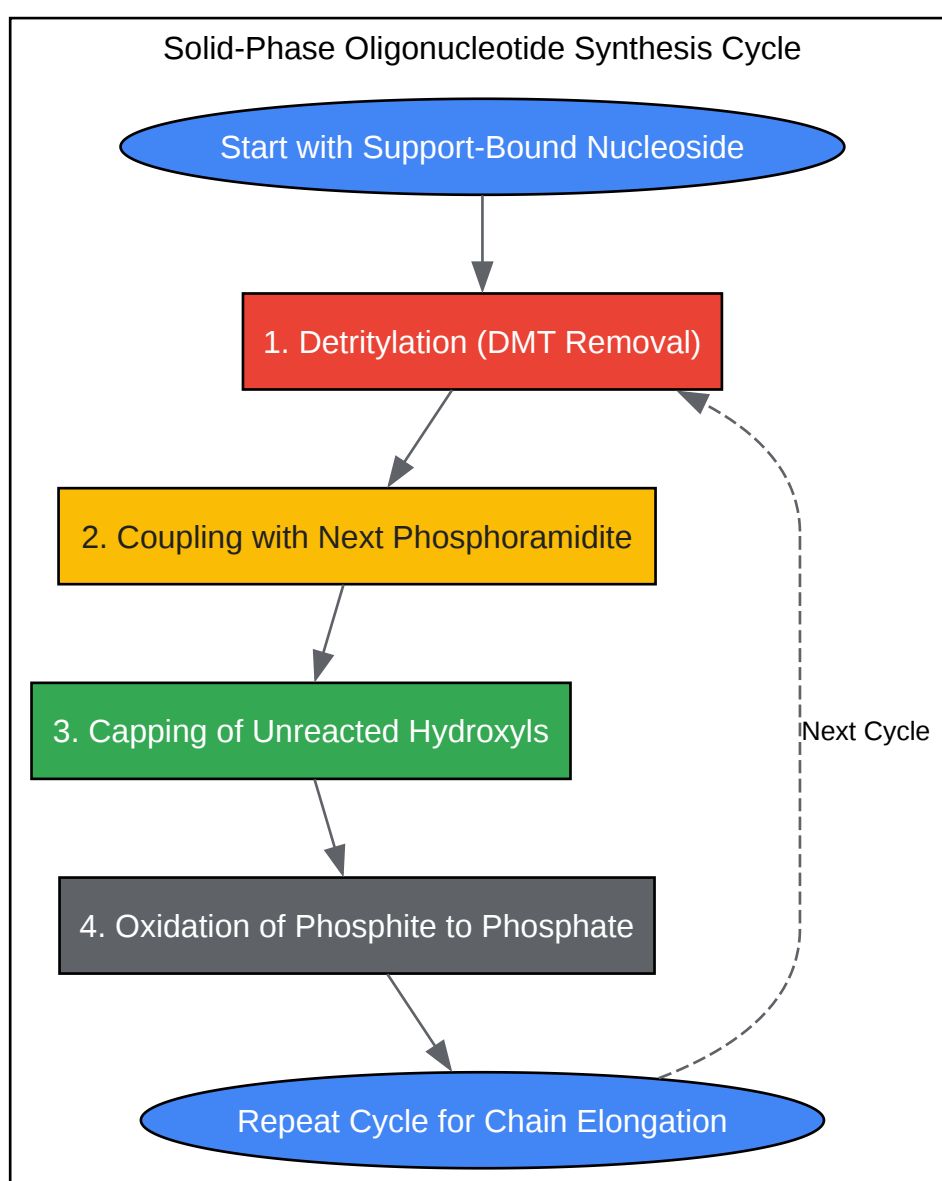 Solid-Phase Oligonucleotide Synthesis Cycle
Start with Support-Bound Nucleoside
1. Detritylation (DMT Removal)
2. Coupling with Next Phosphoramidite
3. Capping of Unreacted Hydroxyls
Next Cycle
4. Oxidation of Phosphite to Phosphate
Repeat Cycle for Chain Elongation